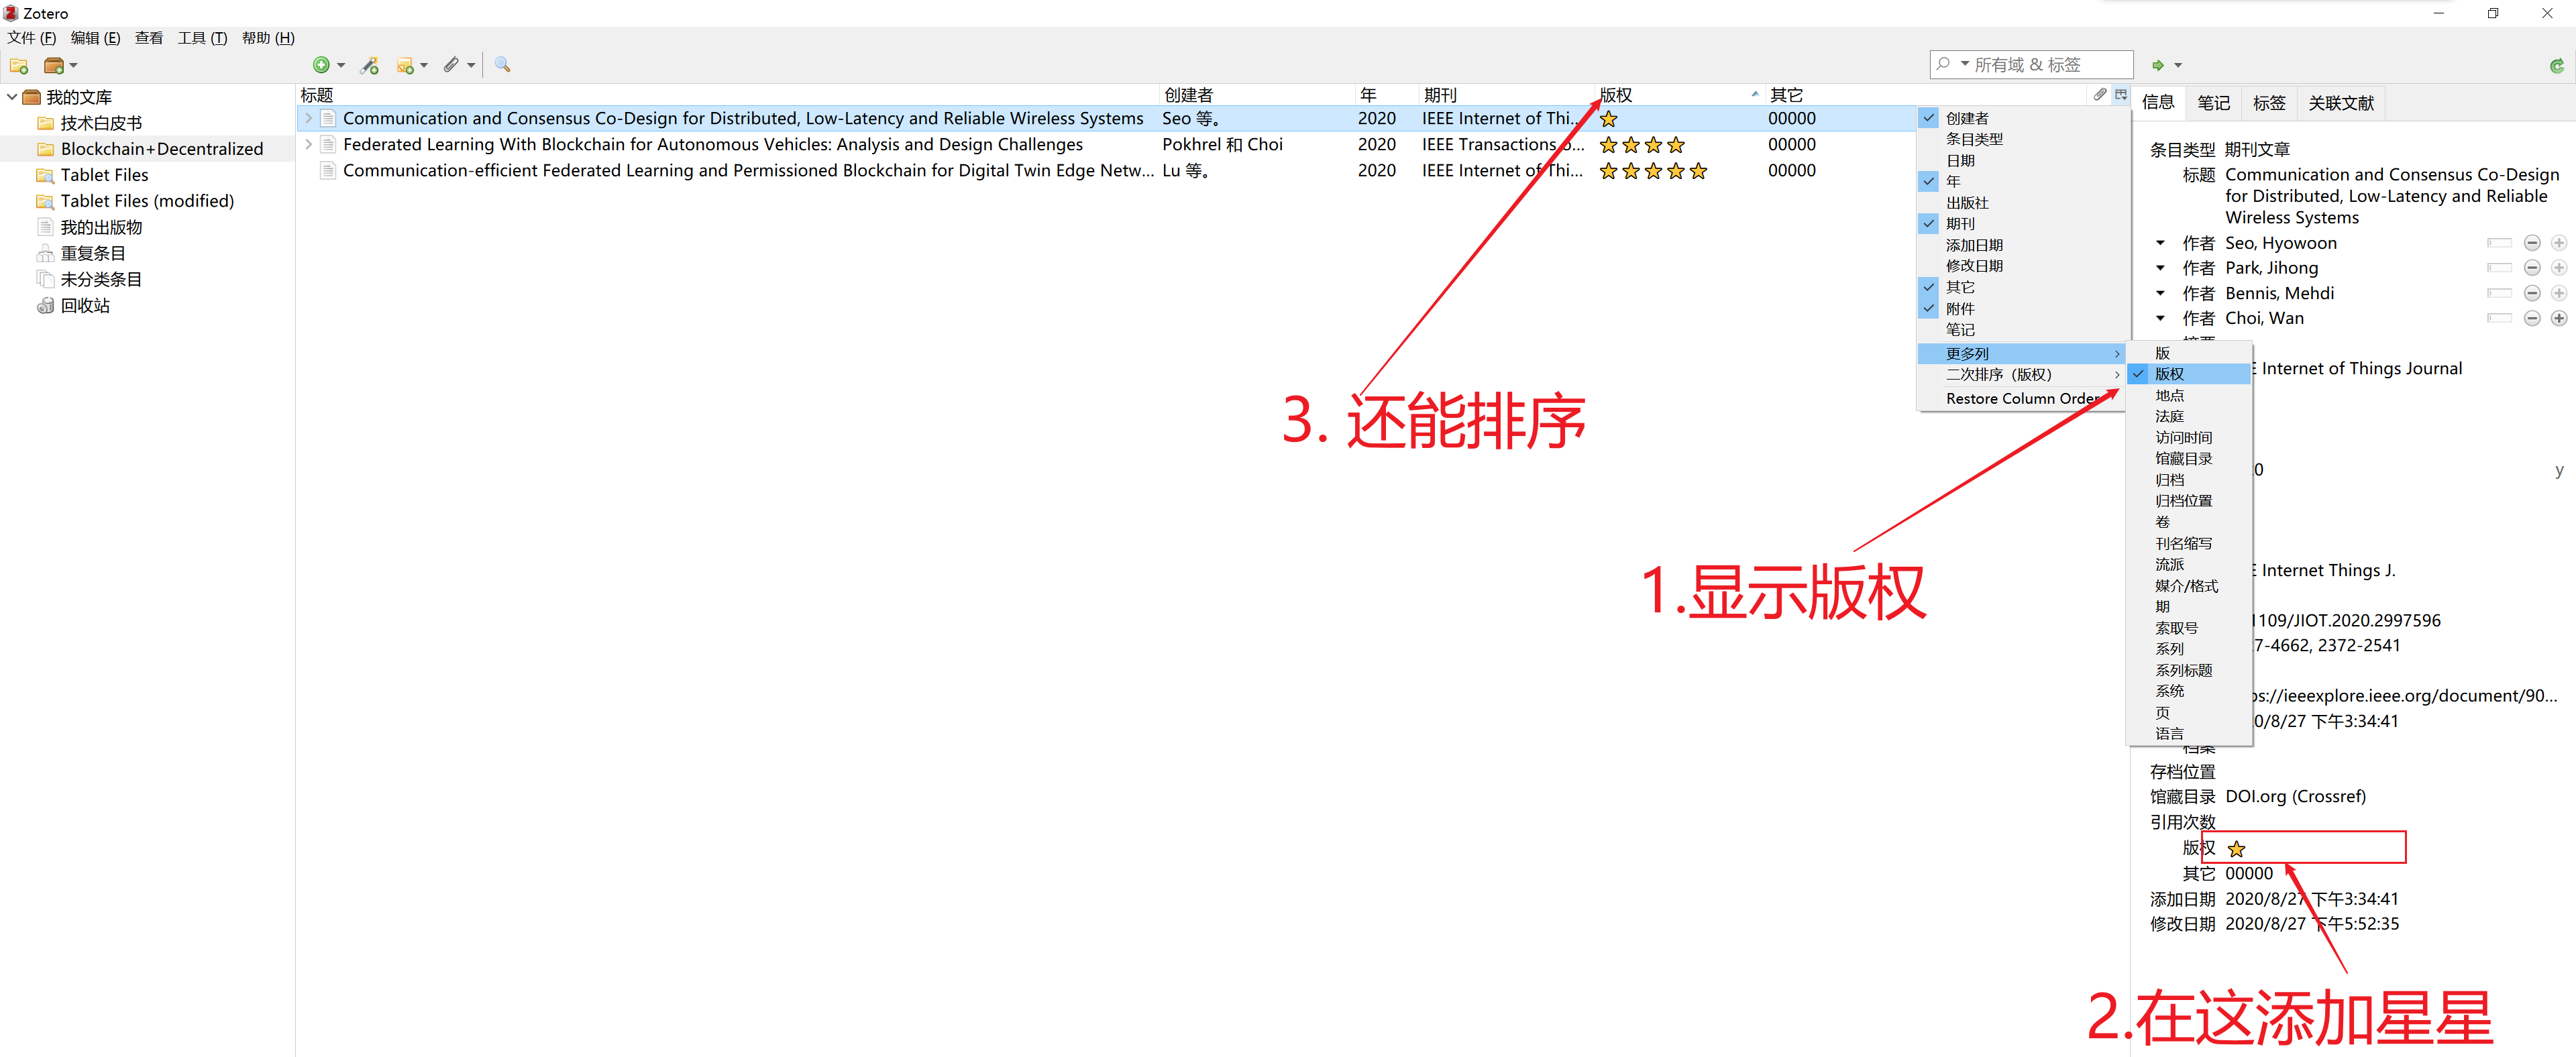 Zotero
文件 (F) 编辑 (E) 查看 工具 (T) 帮助 (H)
所有域 & 标签
我的文库
技术白皮书
Blockchain+Decentralized
Tablet Files
Tablet Files (modified)
我的出版物
重复条目
未分类条目
回收站
标题 创建者 年 期刊 版权 其它
Communication and Consensus Co-Design for Distributed, Low-Latency and Reliable Wireless Systems Seo 等。 2020 IEEE Internet of Thi... 00000
Federated Learning With Blockchain for Autonomous Vehicles: Analysis and Design Challenges Pokhrel 和 Choi 2020 IEEE Transactions o... 00000
Communication-efficient Federated Learning and Permissioned Blockchain for Digital Twin Edge Netw... Lu 等。 2020 IEEE Internet of Thi... 00000
创建者
条目类型
日期
年
出版社
期刊
添加日期
修改日期
其它
附件
笔记
更多列
二次排序（版权）
Restore Column Order
版
版权
地点
法庭
访问时间
馆藏目录
归档
归档位置
卷
刊名缩写
流派
媒介/格式
期
索取号
系列
系列标题
系统
页
语言
信息 笔记 标签 关联文献
条目类型 期刊文章
标题 Communication and Consensus Co-Design
for Distributed, Low-Latency and Reliable
Wireless Systems
作者 Seo, Hyowoon
作者 Park, Jihong
作者 Bennis, Mehdi
作者 Choi, Wan
Internet of Things Journal
0 y
Internet Things J.
1109/JIOT.2020.2997596
7-4662, 2372-2541
ps://ieeexplore.ieee.org/document/90...
0/8/27 下午3:34:41
存档位置
馆藏目录 DOI.org (Crossref)
引用次数
版权
其它 00000
添加日期 2020/8/27 下午3:34:41
修改日期 2020/8/27 下午5:52:35
3. 还能排序
1.显示版权
2.在这添加星星